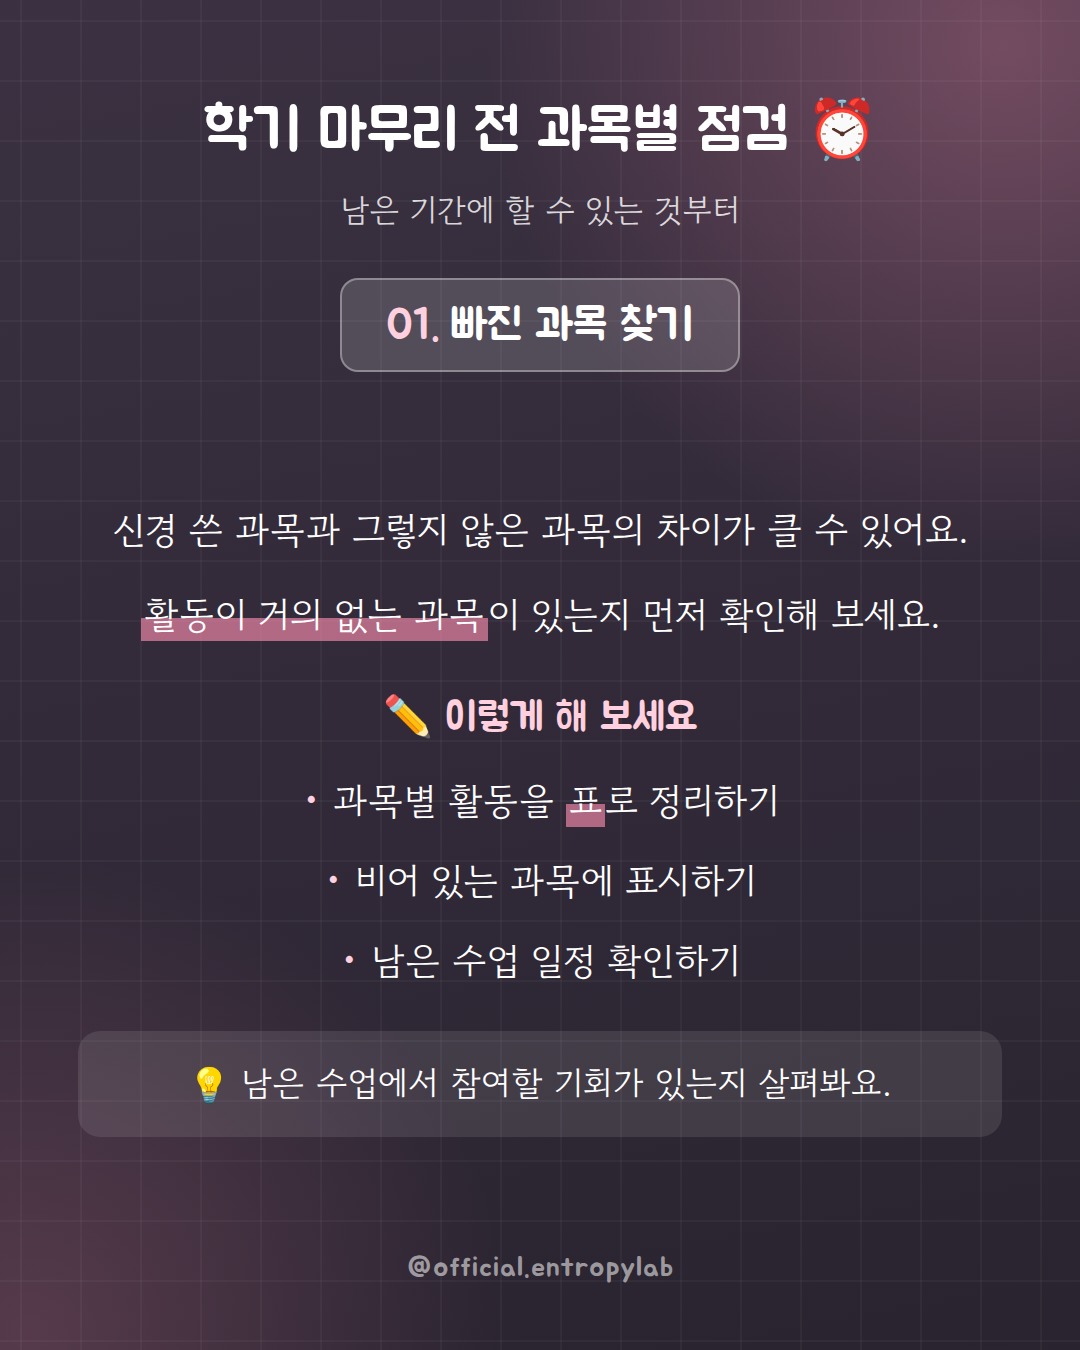 학기 마무리 전 과목별 점검 ⏰
남은 기간에 할 수 있는 것부터
01. 빠진 과목 찾기
신경 쓴 과목과 그렇지 않은 과목의 차이가 클 수 있어요.
활동이 거의 없는 과목이 있는지 먼저 확인해 보세요.
✏️ 이렇게 해 보세요
• 과목별 활동을 표로 정리하기
• 비어 있는 과목에 표시하기
• 남은 수업 일정 확인하기
💡 남은 수업에서 참여할 기회가 있는지 살펴봐요.
@official.entropylab